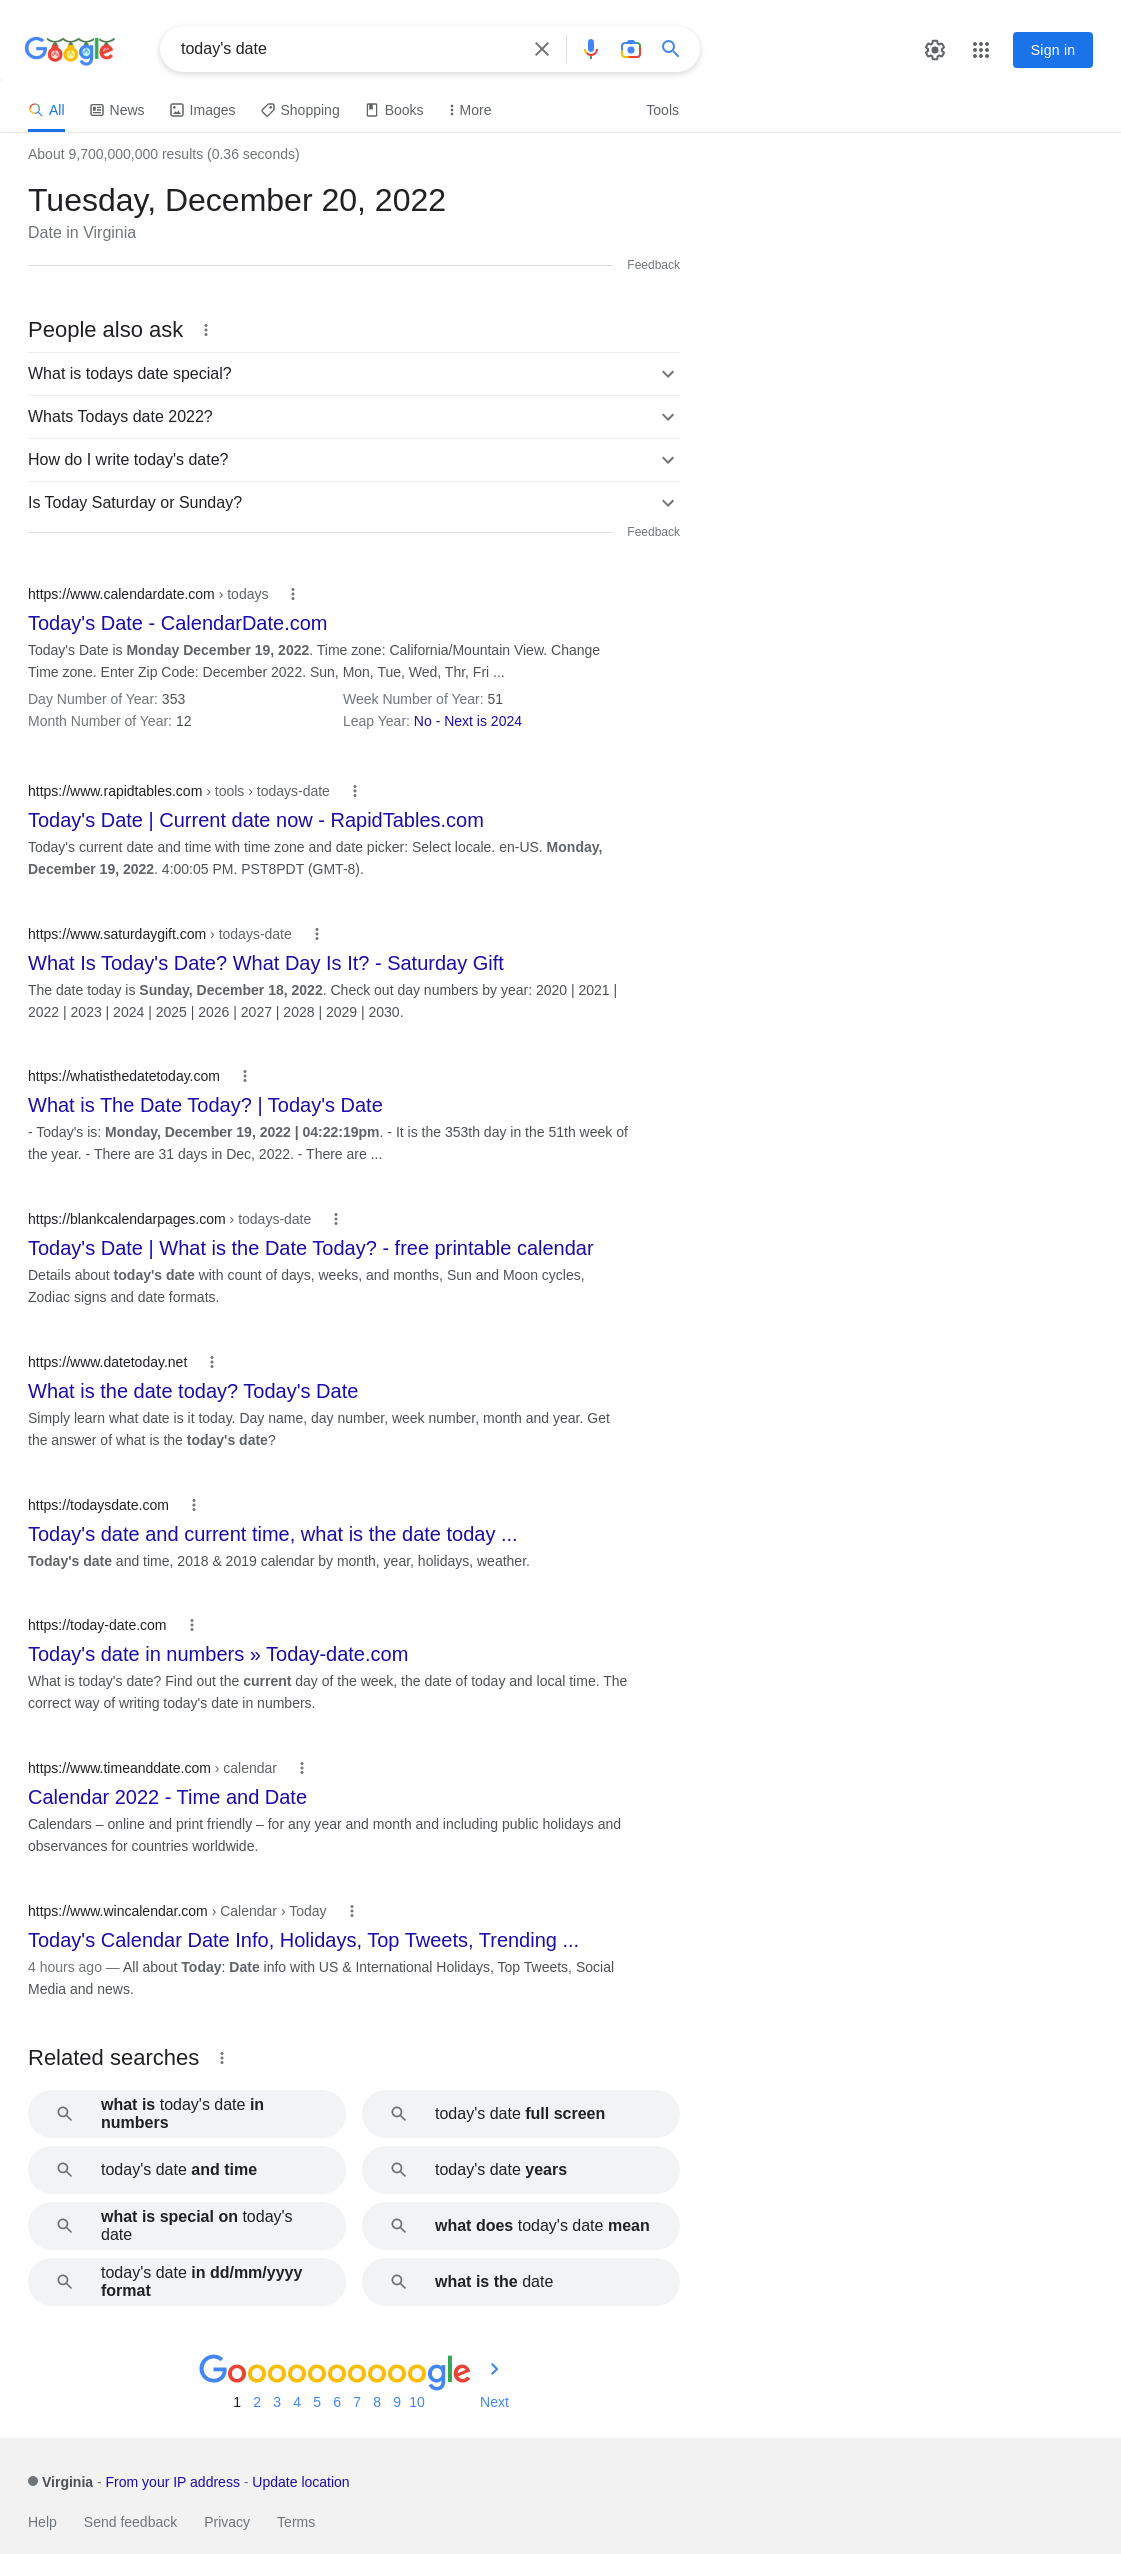 Google
today's date
Sign in
All News Images Shopping Books More Tools
About 9,700,000,000 results (0.36 seconds)
Tuesday, December 20, 2022
Date in Virginia
Feedback
People also ask
What is todays date special?
Whats Todays date 2022?
How do I write today's date?
Is Today Saturday or Sunday?
Feedback
https://www.calendardate.com › todays
Today's Date - CalendarDate.com
Today's Date is Monday December 19, 2022. Time zone: California/Mountain View. Change
Time zone. Enter Zip Code: December 2022. Sun, Mon, Tue, Wed, Thr, Fri ...
Day Number of Year: 353 Week Number of Year: 51
Month Number of Year: 12 Leap Year: No - Next is 2024
https://www.rapidtables.com › tools › todays-date
Today's Date | Current date now - RapidTables.com
Today's current date and time with time zone and date picker: Select locale. en-US. Monday,
December 19, 2022. 4:00:05 PM. PST8PDT (GMT-8).
https://www.saturdaygift.com › todays-date
What Is Today's Date? What Day Is It? - Saturday Gift
The date today is Sunday, December 18, 2022. Check out day numbers by year: 2020 | 2021 |
2022 | 2023 | 2024 | 2025 | 2026 | 2027 | 2028 | 2029 | 2030.
https://whatisthedatetoday.com
What is The Date Today? | Today's Date
- Today's is: Monday, December 19, 2022 | 04:22:19pm. - It is the 353th day in the 51th week of
the year. - There are 31 days in Dec, 2022. - There are ...
https://blankcalendarpages.com › todays-date
Today's Date | What is the Date Today? - free printable calendar
Details about today's date with count of days, weeks, and months, Sun and Moon cycles,
Zodiac signs and date formats.
https://www.datetoday.net
What is the date today? Today's Date
Simply learn what date is it today. Day name, day number, week number, month and year. Get
the answer of what is the today's date?
https://todaysdate.com
Today's date and current time, what is the date today ...
Today's date and time, 2018 & 2019 calendar by month, year, holidays, weather.
https://today-date.com
Today's date in numbers » Today-date.com
What is today's date? Find out the current day of the week, the date of today and local time. The
correct way of writing today's date in numbers.
https://www.timeanddate.com › calendar
Calendar 2022 - Time and Date
Calendars – online and print friendly – for any year and month and including public holidays and
observances for countries worldwide.
https://www.wincalendar.com › Calendar › Today
Today's Calendar Date Info, Holidays, Top Tweets, Trending ...
4 hours ago — All about Today: Date info with US & International Holidays, Top Tweets, Social
Media and news.
Related searches
what is today's date in
numbers
today's date full screen
today's date and time
today's date years
what is special on today's
date
what does today's date mean
today's date in dd/mm/yyyy
format
what is the date
Goooooooooogle
1 2 3 4 5 6 7 8 9 10 Next
Virginia - From your IP address - Update location
Help Send feedback Privacy Terms